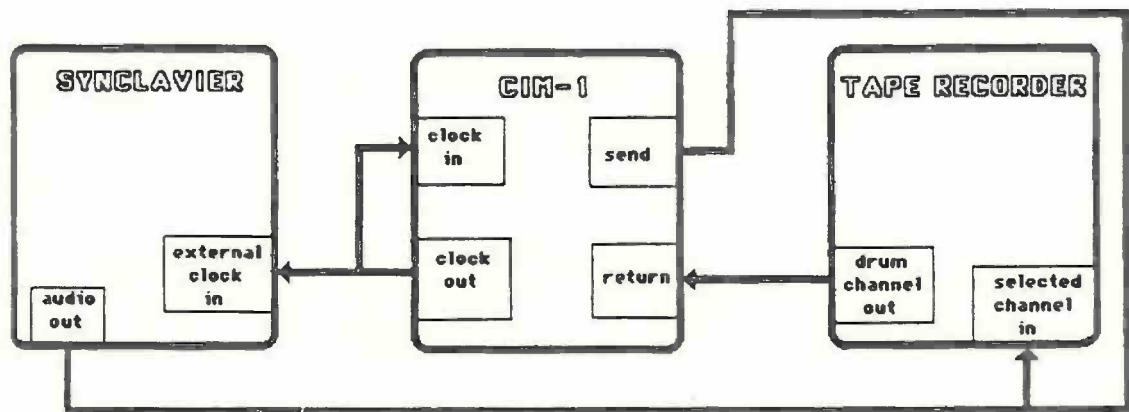 SYNCLAVIER
external
clock
in
audio
out
CIM-1
clock
in
send
clock
out
return
TAPE RECORDER
drum
channel
out
selected
channel
in